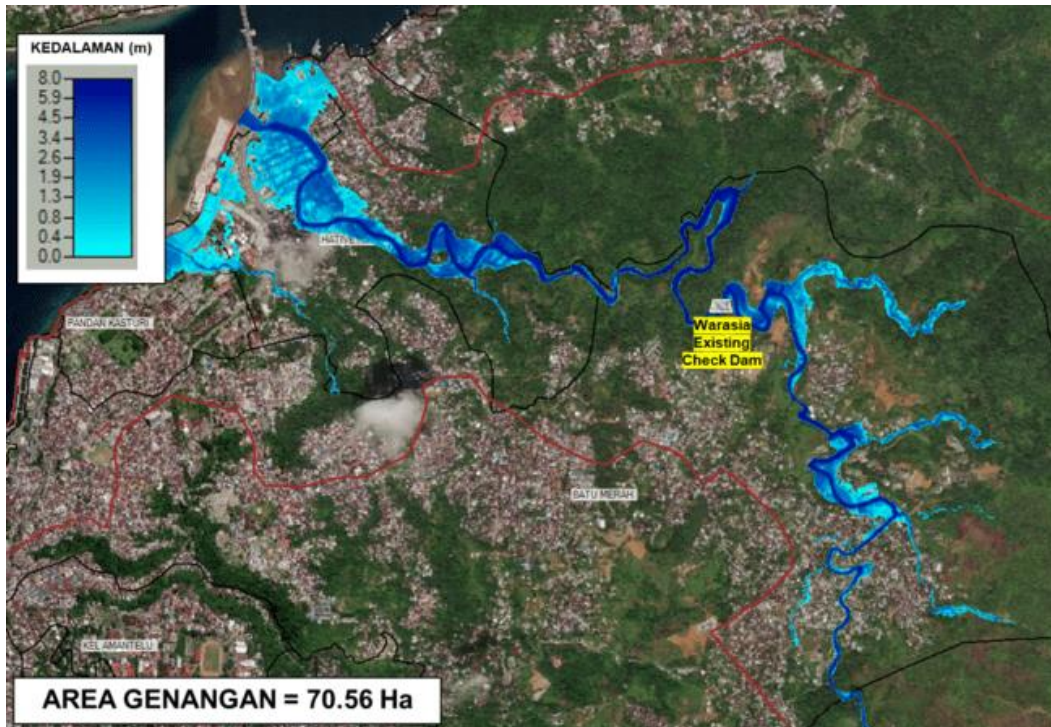 KEDALAMAN (m)
8.0
5.9
4.5
3.4
2.6
1.9
1.3
0.8
0.4
0.0
HATIVE
PANDAN KASTURI
Warasia
Existing
Check Dam
BATU MERAH
KEL AMANTELU
AREA GENANGAN = 70.56 Ha